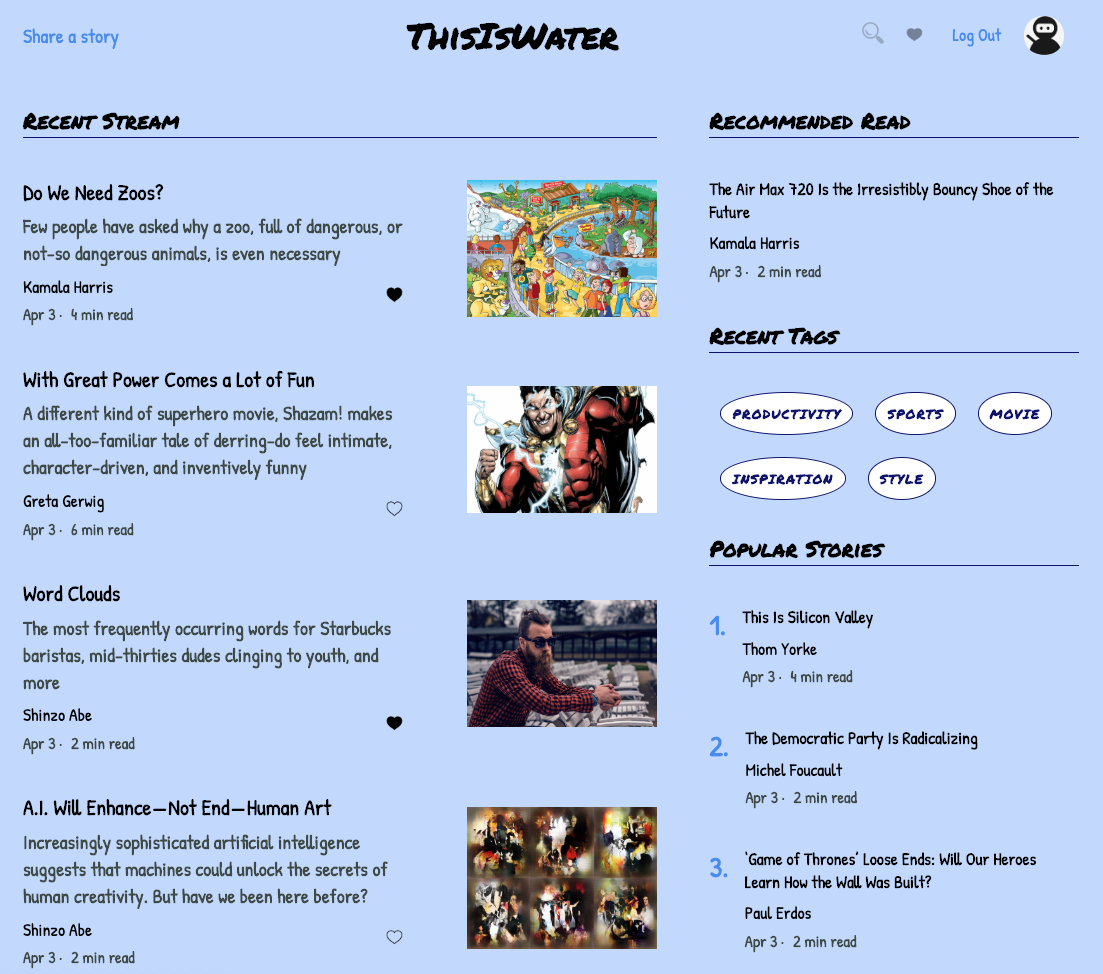 Share a story
ThisIsWater
Log Out
Recent Stream
Do We Need Zoos?
Few people have asked why a zoo, full of dangerous, or
not-so dangerous animals, is even necessary
Kamala Harris
Apr 3 · 4 min read
With Great Power Comes a Lot of Fun
A different kind of superhero movie, Shazam! makes
an all-too-familiar tale of derring-do feel intimate,
character-driven, and inventively funny
Greta Gerwig
Apr 3 · 6 min read
Word Clouds
The most frequently occurring words for Starbucks
baristas, mid-thirties dudes clinging to youth, and
more
Shinzo Abe
Apr 3 · 2 min read
A.I. Will Enhance—Not End—Human Art
Increasingly sophisticated artificial intelligence
suggests that machines could unlock the secrets of
human creativity. But have we been here before?
Shinzo Abe
Apr 3 · 2 min read
Recommended Read
The Air Max 720 Is the Irresistibly Bouncy Shoe of the
Future
Kamala Harris
Apr 3 · 2 min read
Recent Tags
PRODUCTIVITY SPORTS MOVIE
INSPIRATION STYLE
Popular Stories
1. This Is Silicon Valley
Thom Yorke
Apr 3 · 4 min read
2. The Democratic Party Is Radicalizing
Michel Foucault
Apr 3 · 2 min read
3. 'Game of Thrones' Loose Ends: Will Our Heroes
Learn How the Wall Was Built?
Paul Erdos
Apr 3 · 2 min read